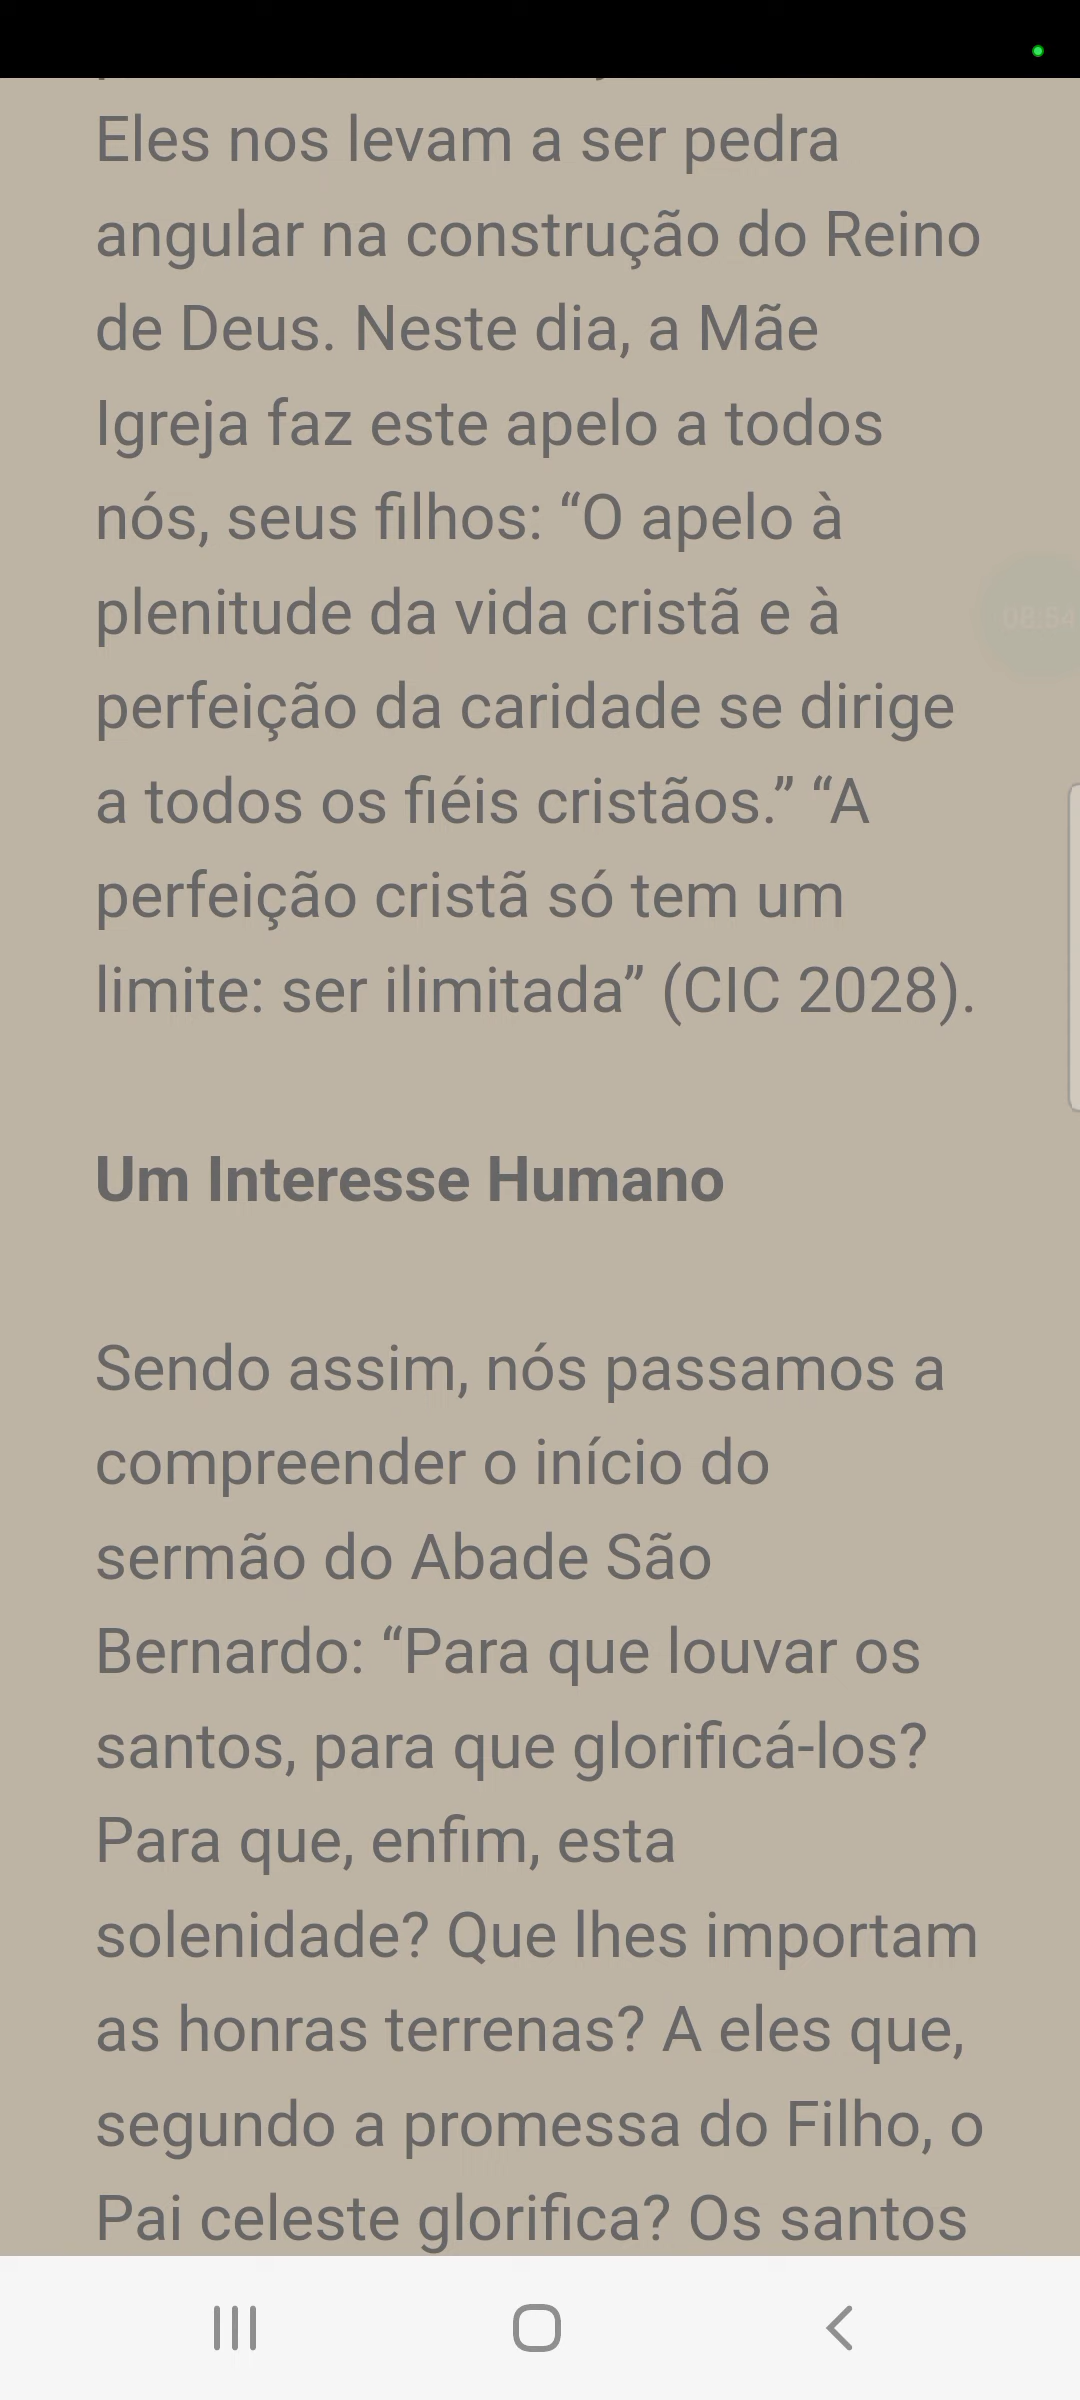 Eles nos levam a ser pedra
angular na construção do Reino
de Deus. Neste dia, a Mãe
Igreja faz este apelo a todos
nós, seus filhos: “O apelo à
plenitude da vida cristã e à
perfeição da caridade se dirige
a todos os fiéis cristãos.” “A
perfeição cristã só tem um
limite: ser ilimitada” (CIC 2028).
Um Interesse Humano
Sendo assim, nós passamos a
compreender o início do
sermão do Abade São
Bernardo: “Para que louvar os
santos, para que glorificá-los?
Para que, enfim, esta
solenidade? Que lhes importam
as honras terrenas? A eles que,
segundo a promessa do Filho, o
Pai celeste glorifica? Os santos
08:54